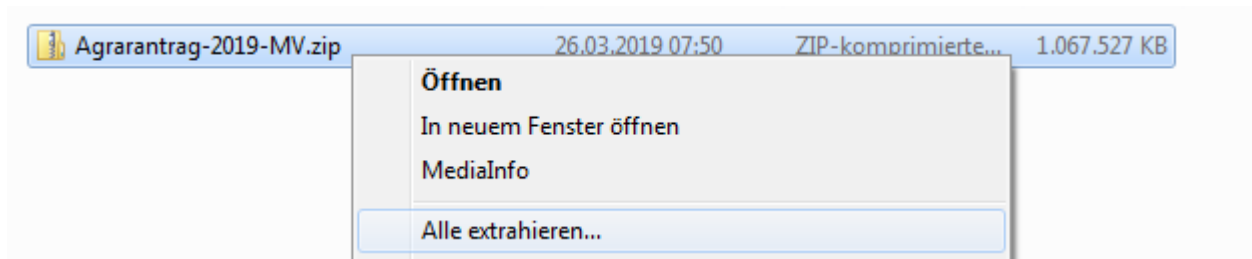 Agrarantrag-2019-MV.zip 26.03.2019 07:50 ZIP-komprimierte... 1.067.527 KB
Öffnen
In neuem Fenster öffnen
MediaInfo
Alle extrahieren...